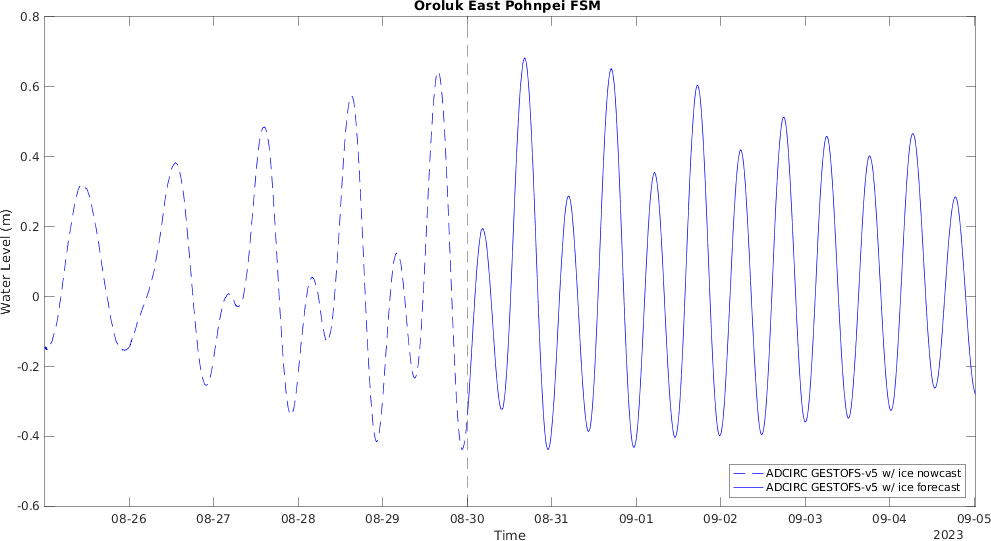 Oroluk East Pohnpei FSM
0.8
0.6
0.4
0.2
0
-0.2
-0.4
-0.6
Water Level (m)
08-26 08-27 08-28 08-29 08-30 08-31 09-01 09-02 09-03 09-04 09-05
Time
2023
ADCIRC GESTOFS-v5 w/ ice nowcast
ADCIRC GESTOFS-v5 w/ ice forecast